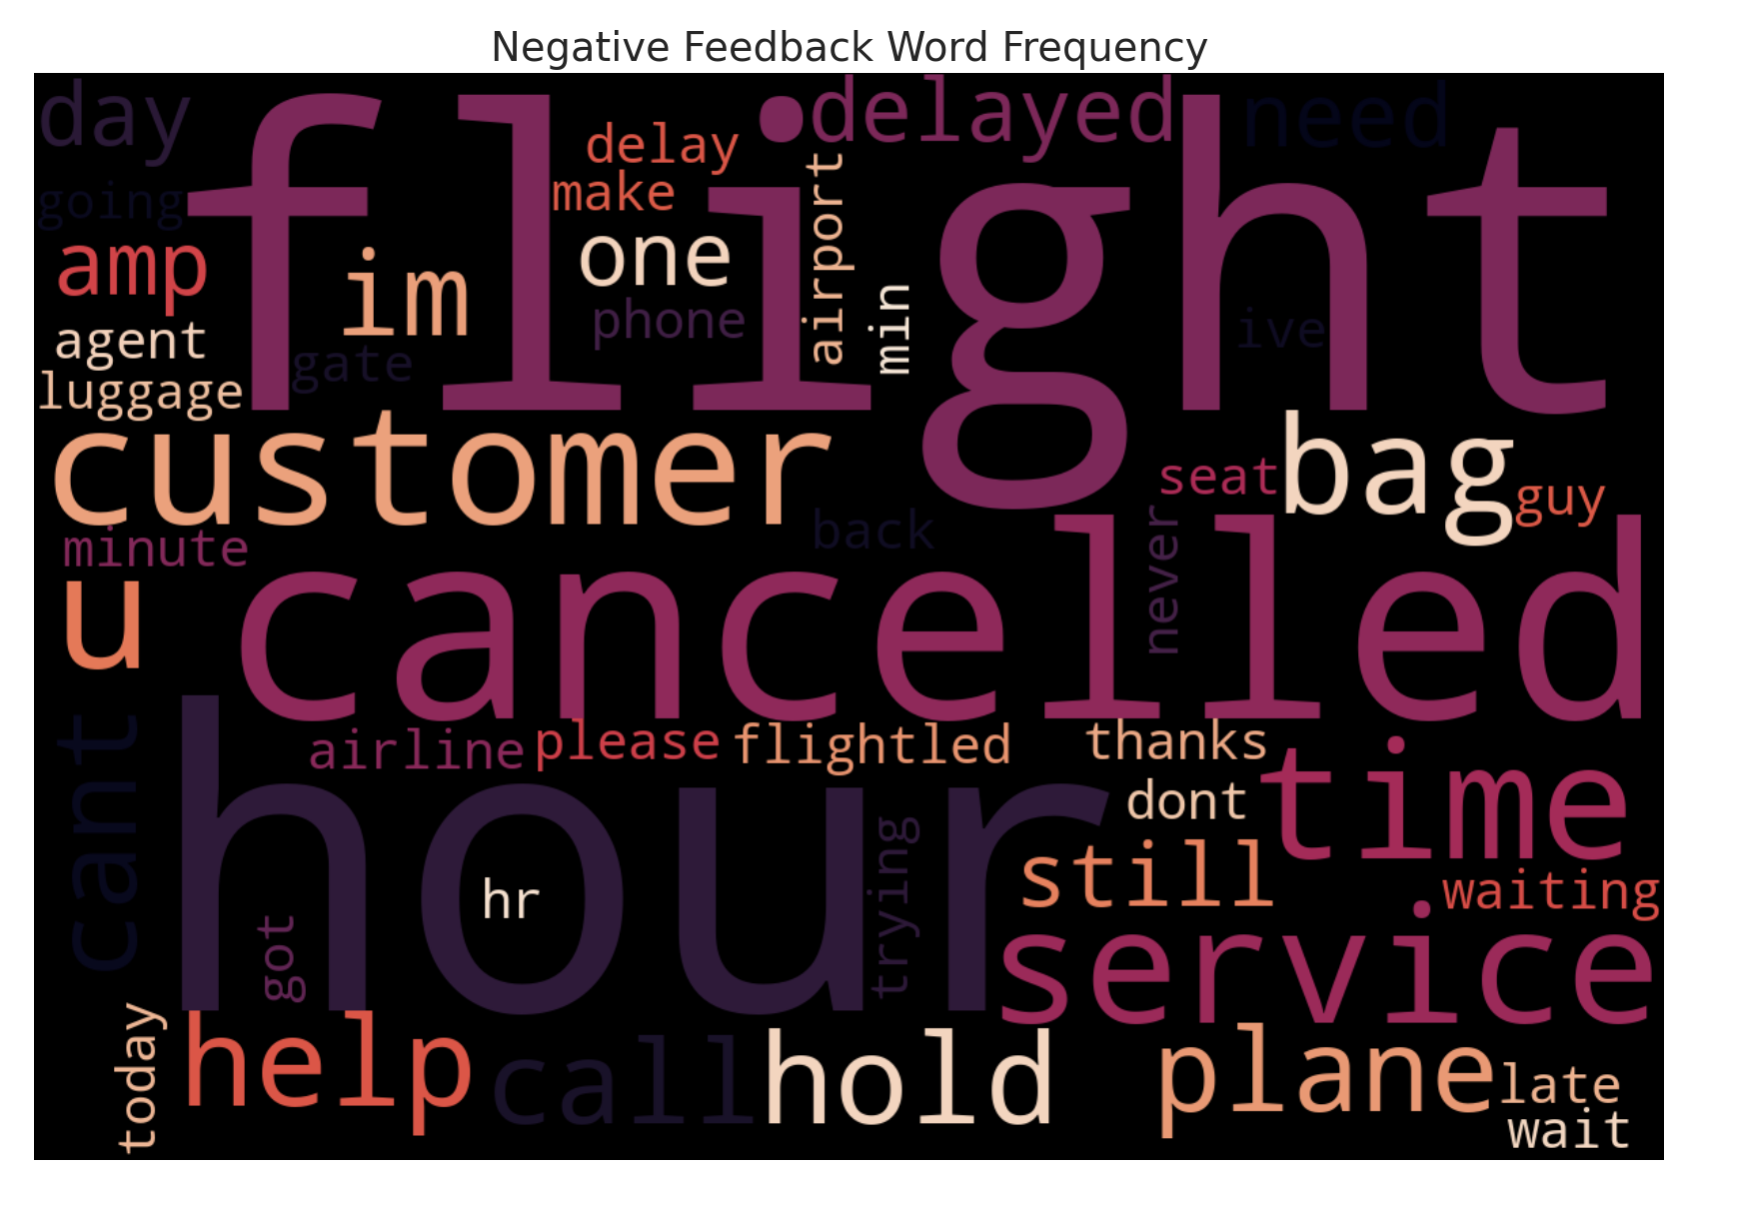 Negative Feedback Word Frequency
flight
day
delayed
need
delay
make
going
amp
im
one
airport
min
phone
ive
agent
gate
luggage
customer
bag
seat
guy
back
never
minute
u
cancelled
cant
airline
please
flightled
thanks
time
dont
hour
hr
trying
got
still
waiting
service
today
help
call
hold
plane
late
wait